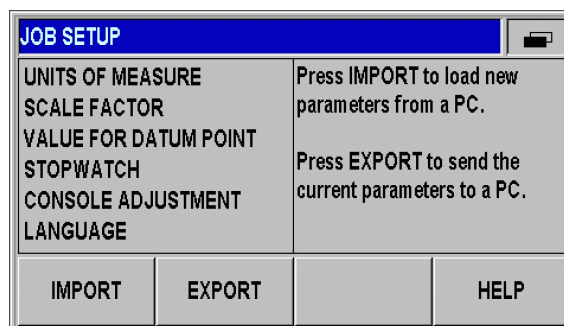 JOB SETUP
UNITS OF MEASURE
SCALE FACTOR
VALUE FOR DATUM POINT
STOPWATCH
CONSOLE ADJUSTMENT
LANGUAGE
Press IMPORT to load new
parameters from a PC.
Press EXPORT to send the
current parameters to a PC.
IMPORT
EXPORT
HELP